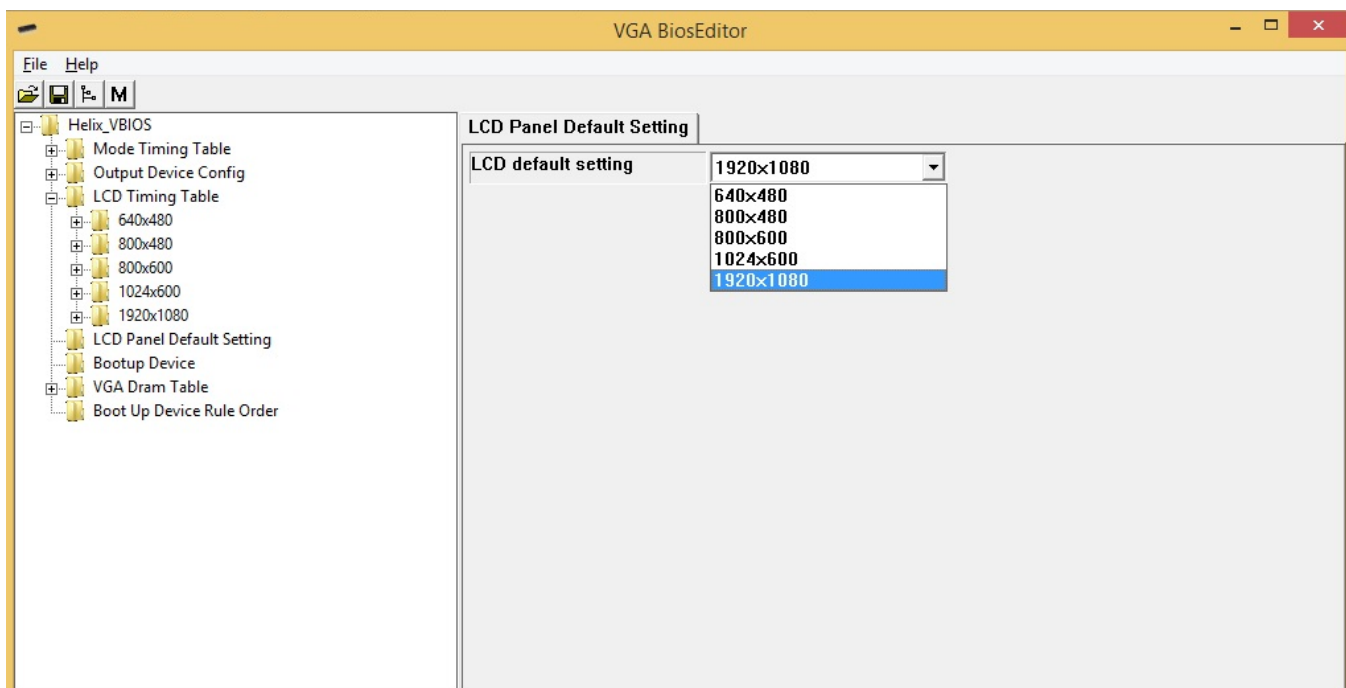 VGA BiosEditor
File Help
M
Helix_VBIOS
Mode Timing Table
Output Device Config
LCD Timing Table
640x480
800x480
800x600
1024x600
1920x1080
LCD Panel Default Setting
Bootup Device
VGA Dram Table
Boot Up Device Rule Order
LCD Panel Default Setting
LCD default setting
1920x1080
640x480
800x480
800x600
1024x600
1920x1080